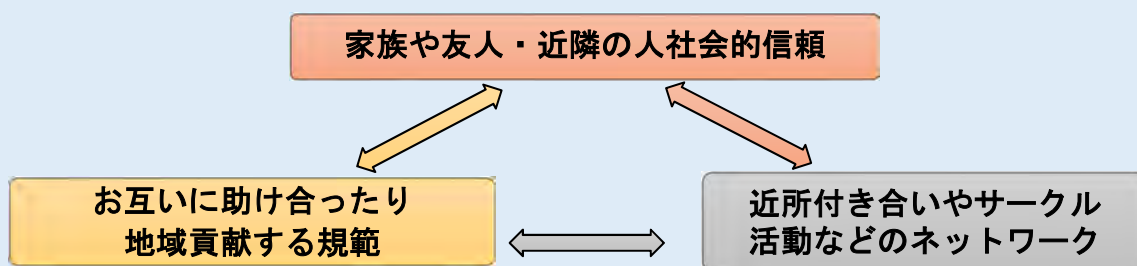 家族や友人・近隣の人社会的信頼
お互いに助け合ったり
地域貢献する規範
近所付き合いやサークル
活動などのネットワーク